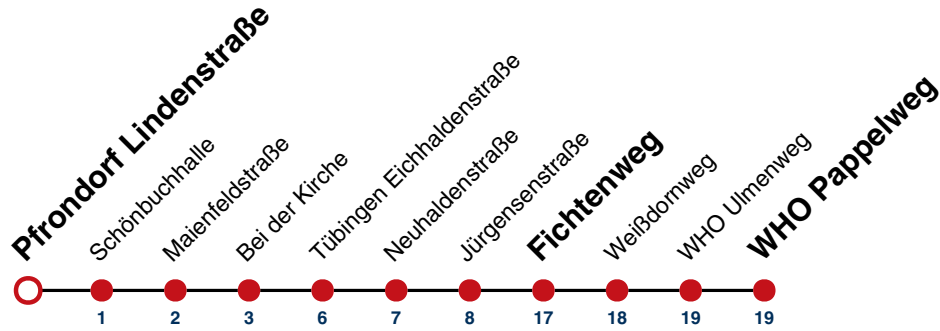 Pfrondorf Lindenstraße
Schönbuchhalle
Maienfeldstraße
Bei der Kirche
Tübingen Eichhaldenstraße
Neuhaldenstraße
Jürgensenstraße
Fichtenweg
Weißdornweg
WHO Ulmenweg
WHO Pappelweg
1 2 3 6 7 8 17 18 19 19